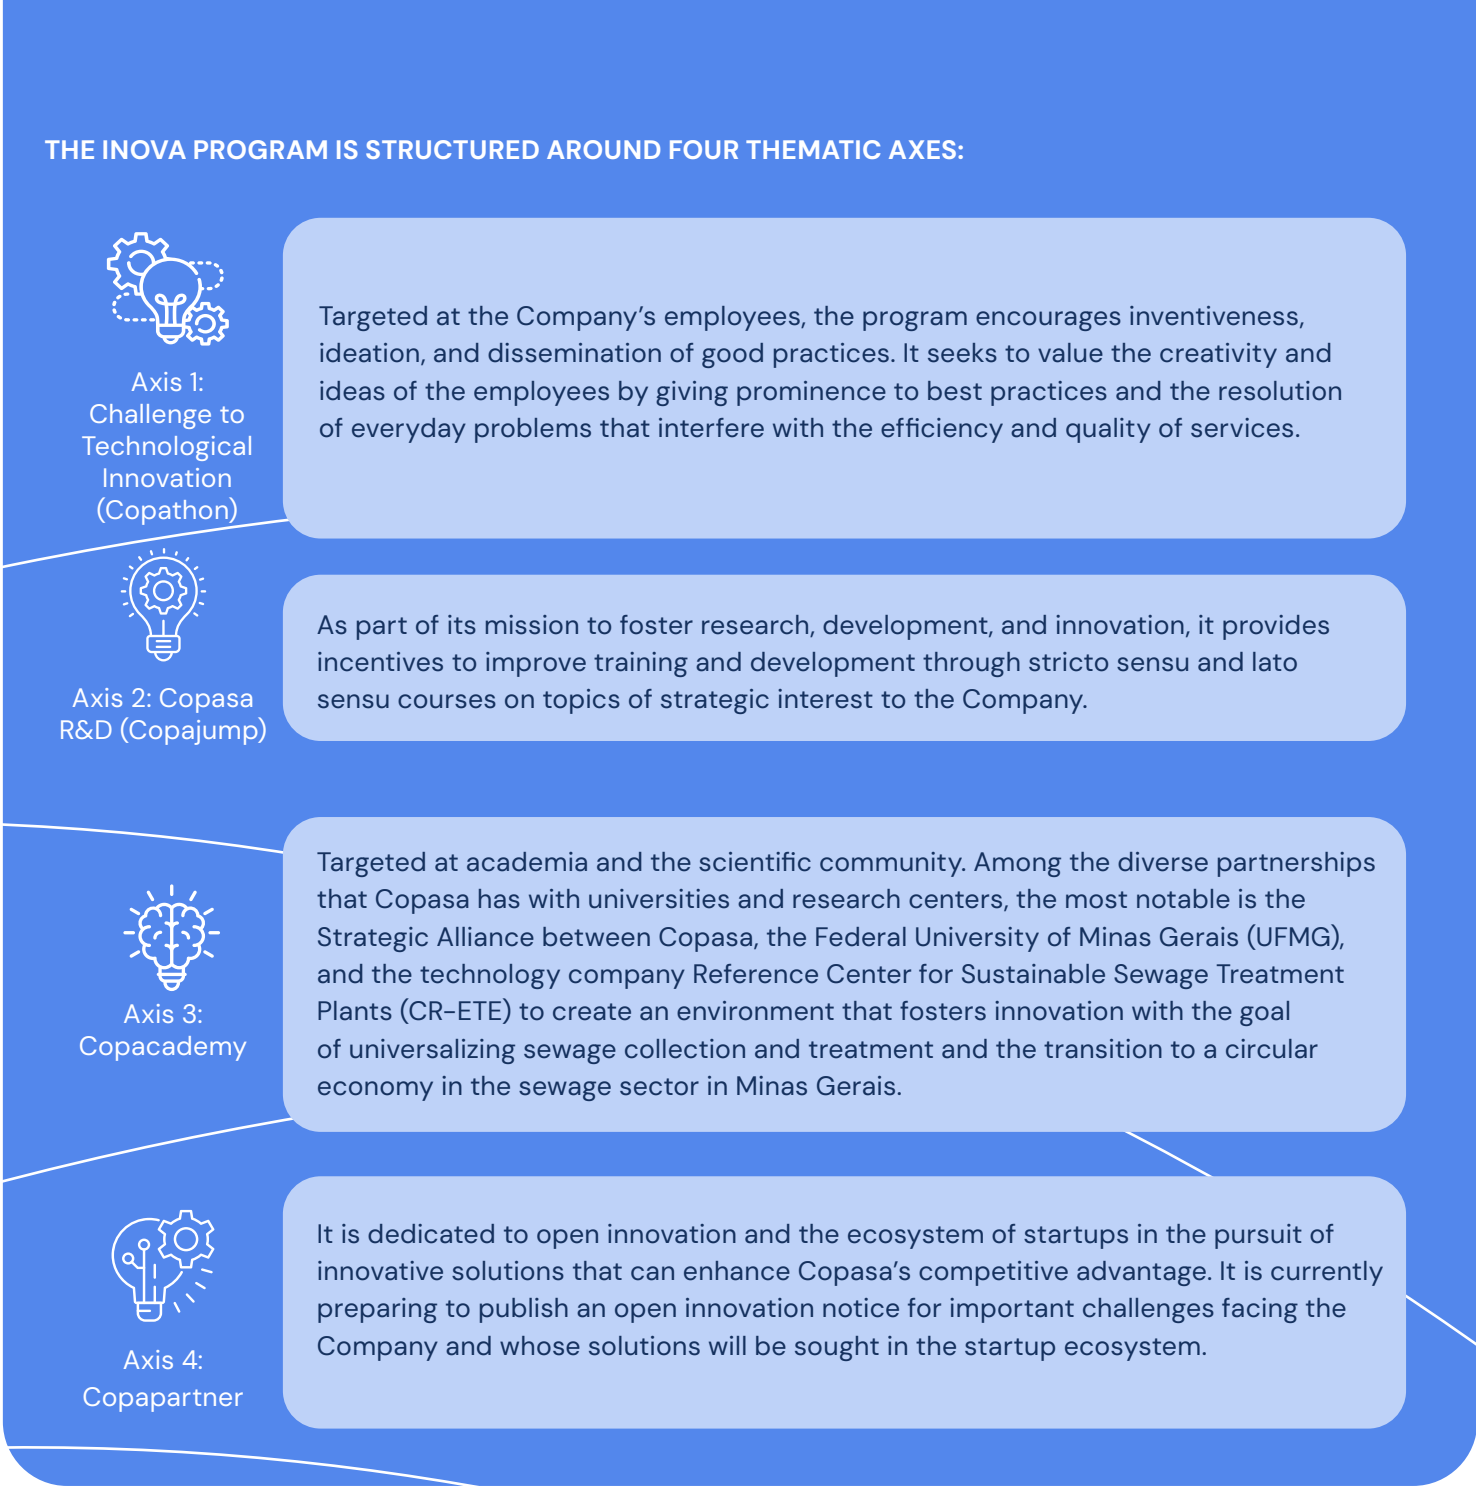 THE INOVA PROGRAM IS STRUCTURED AROUND FOUR THEMATIC AXES:
Axis 1:
Challenge to
Technological
Innovation
(Copathon)
Targeted at the Company's employees, the program encourages inventiveness,
ideation, and dissemination of good practices. It seeks to value the creativity and
ideas of the employees by giving prominence to best practices and the resolution
of everyday problems that interfere with the efficiency and quality of services.
Axis 2: Copasa
R&D (Copajump)
As part of its mission to foster research, development, and innovation, it provides
incentives to improve training and development through stricto sensu and lato
sensu courses on topics of strategic interest to the Company.
Axis 3:
Copacademy
Targeted at academia and the scientific community. Among the diverse partnerships
that Copasa has with universities and research centers, the most notable is the
Strategic Alliance between Copasa, the Federal University of Minas Gerais (UFMG),
and the technology company Reference Center for Sustainable Sewage Treatment
Plants (CR-ETE) to create an environment that fosters innovation with the goal
of universalizing sewage collection and treatment and the transition to a circular
economy in the sewage sector in Minas Gerais.
Axis 4:
Copapartner
It is dedicated to open innovation and the ecosystem of startups in the pursuit of
innovative solutions that can enhance Copasa's competitive advantage. It is currently
preparing to publish an open innovation notice for important challenges facing the
Company and whose solutions will be sought in the startup ecosystem.